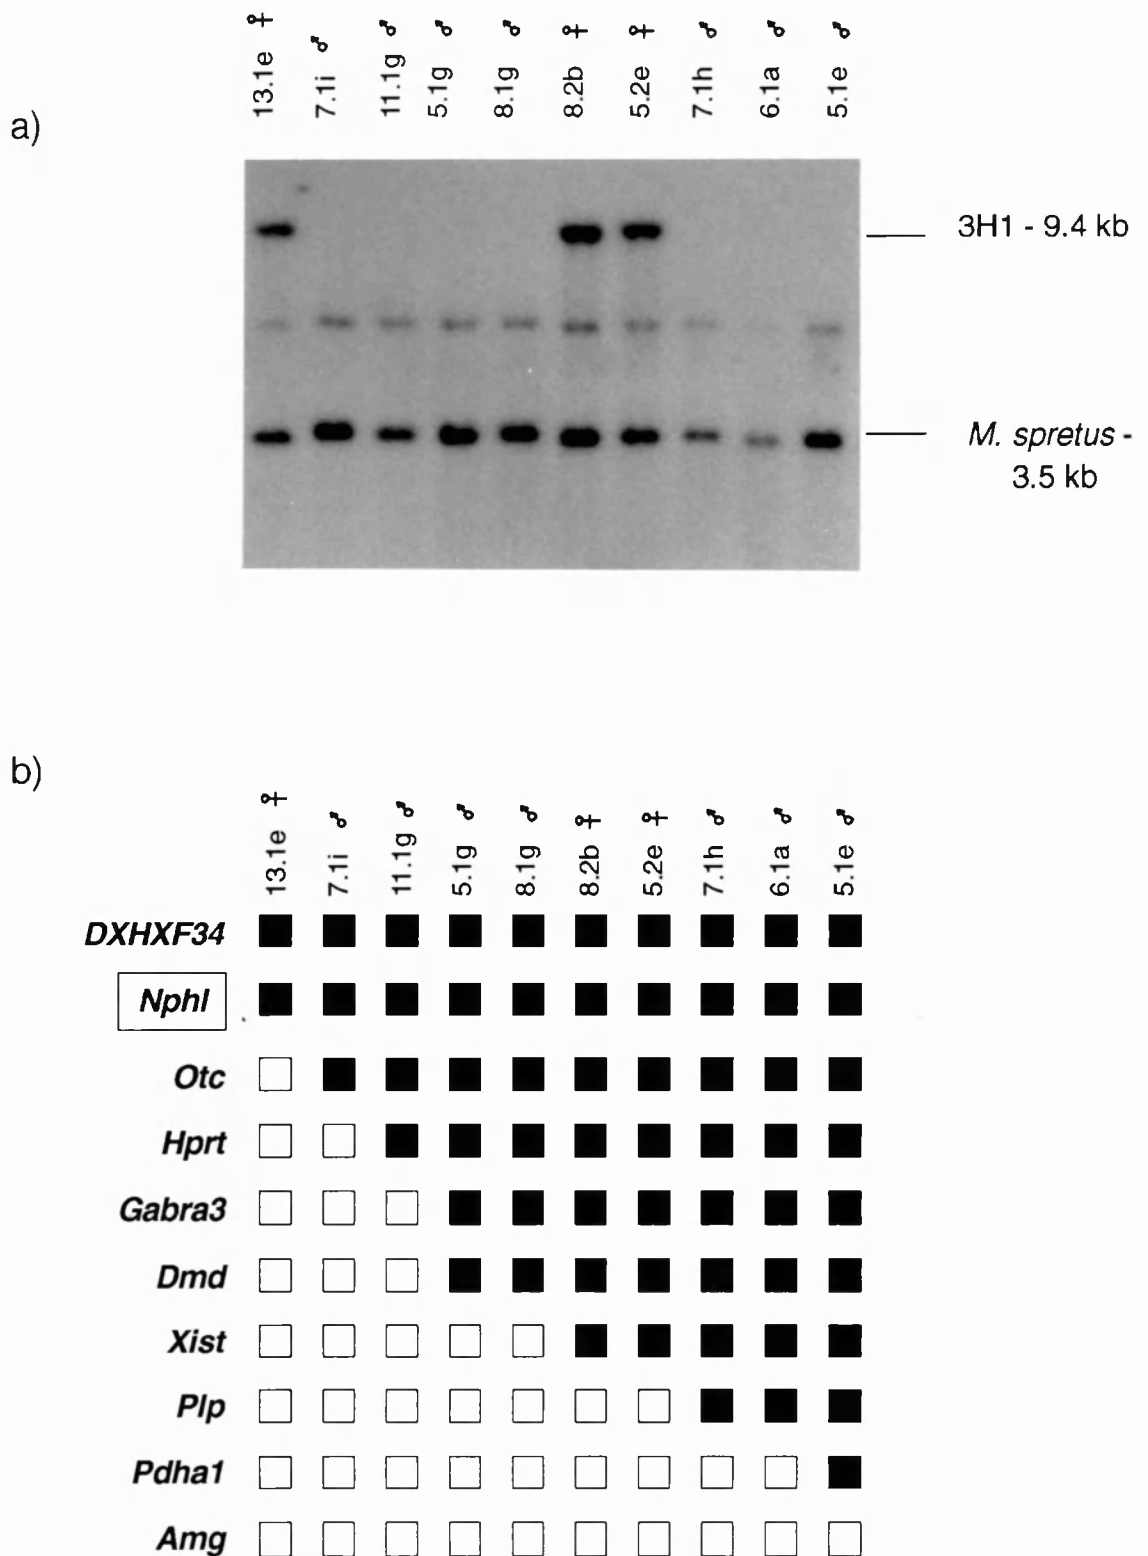 a)
13.1e ♀ 7.1i ♂ 11.1g ♂ 5.1g ♂ 8.1g ♂ 8.2b ♀ 5.2e ♀ 7.1h ♂ 6.1a ♂ 5.1e ♂
3H1 - 9.4 kb
M. spretus -
3.5 kb
b)
13.1e ♀ 7.1i ♂ 11.1g ♂ 5.1g ♂ 8.1g ♂ 8.2b ♀ 5.2e ♀ 7.1h ♂ 6.1a ♂ 5.1e ♂
DXHXF34
Nphl
Otc
Hprt
Gabra3
Dmd
Xist
Plp
Pdha1
Amg